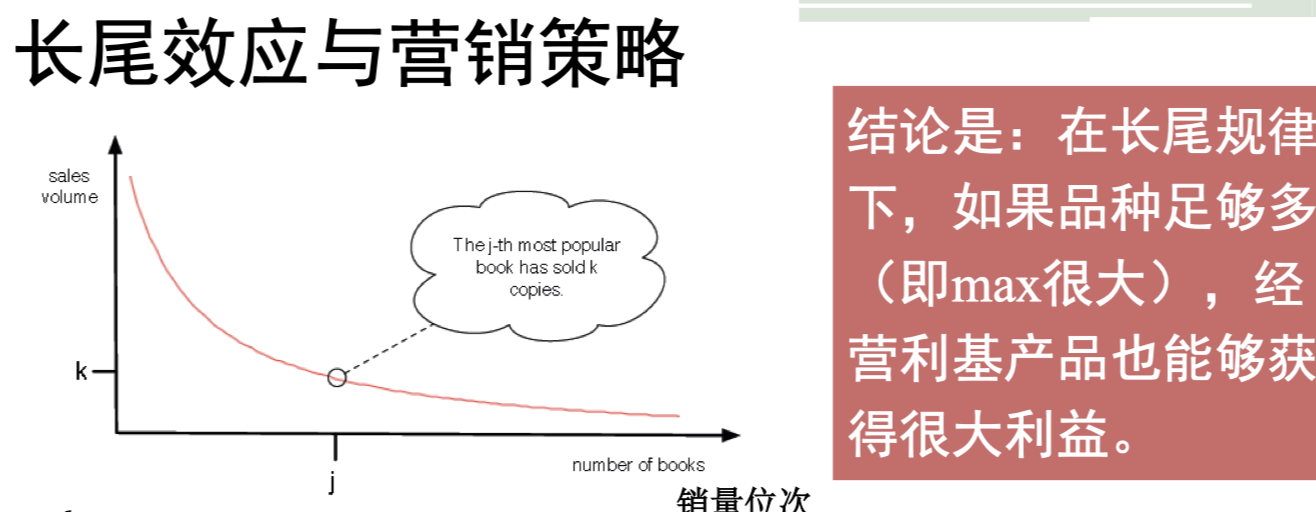 长尾效应与营销策略
sales
volume
The j-th most popular
book has sold k
copies.
k
j
number of books
销量位次
结论是：在长尾规律
下，如果品种足够多
（即max很大），经
营利基产品也能够获
得很大利益。